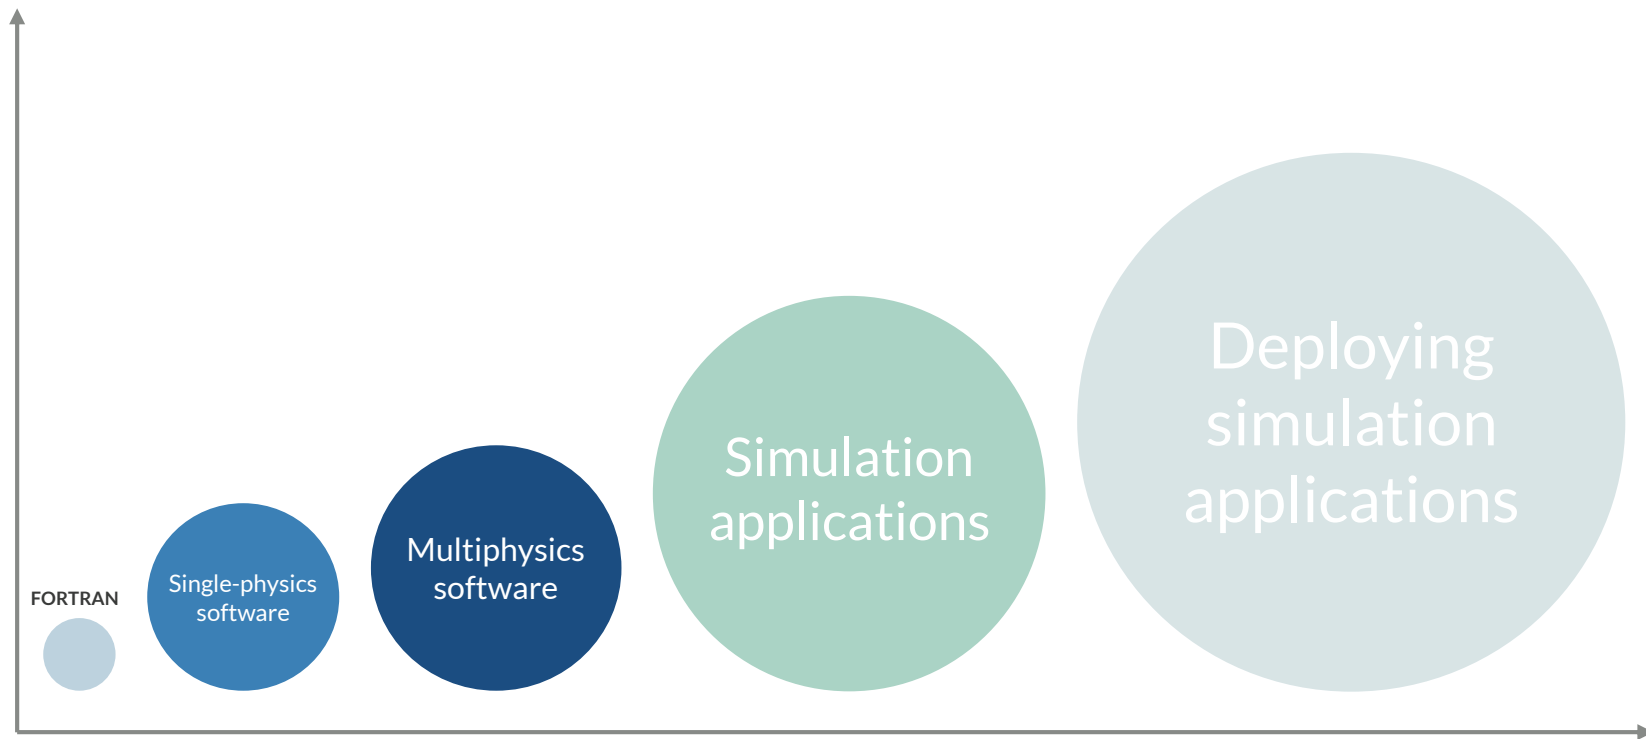 FORTRAN
Single-physics
software
Multiphysics
software
Simulation
applications
Deploying
simulation
applications